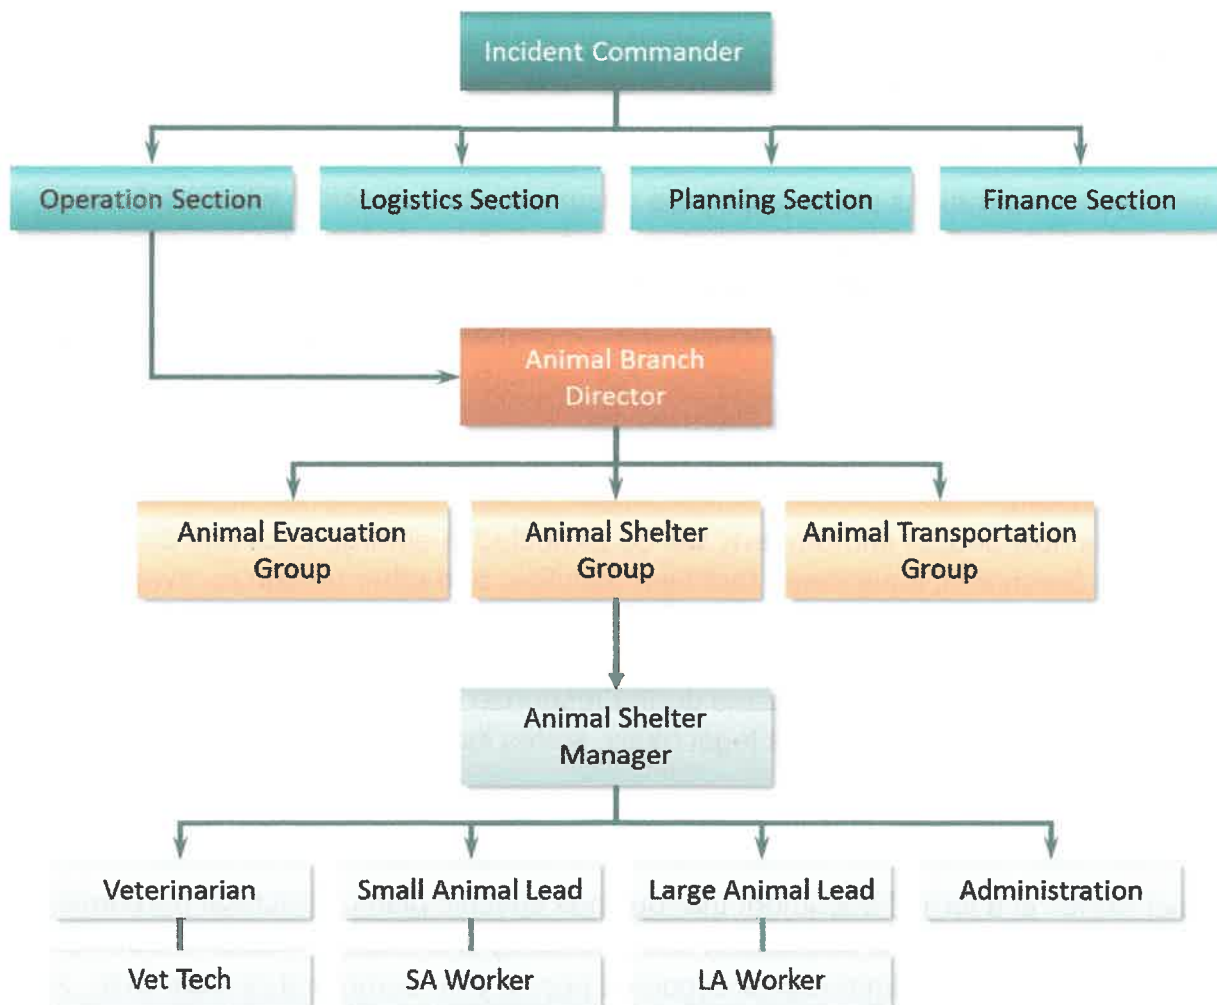 Incident Commander
Operation Section
Logistics Section
Planning Section
Finance Section
Animal Branch
Director
Animal Evacuation
Group
Animal Shelter
Group
Animal Transportation
Group
Animal Shelter
Manager
Veterinarian
Small Animal Lead
Large Animal Lead
Administration
Vet Tech
SA Worker
LA Worker